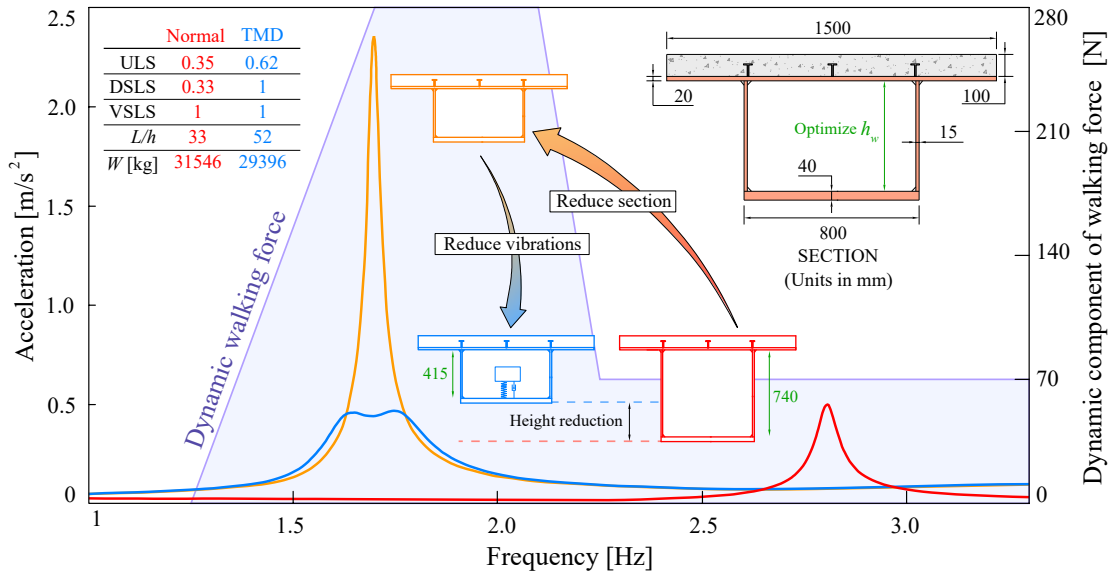 2.5
2.0
1.5
1.0
0.5
0
Acceleration [m/s²]
Normal TMD
ULS 0.35 0.62
DSLS 0.33 1
VSLS 1 1
L/h 33 52
W [kg] 31546 29396
Dynamic walking force
Reduce section
Reduce vibrations
415
740
Height reduction
1500
20
100
Optimize h_w
15
40
800
SECTION
(Units in mm)
280
210
140
70
0
Dynamic component of walking force [N]
1 1.5 2.0 2.5 3.0
Frequency [Hz]